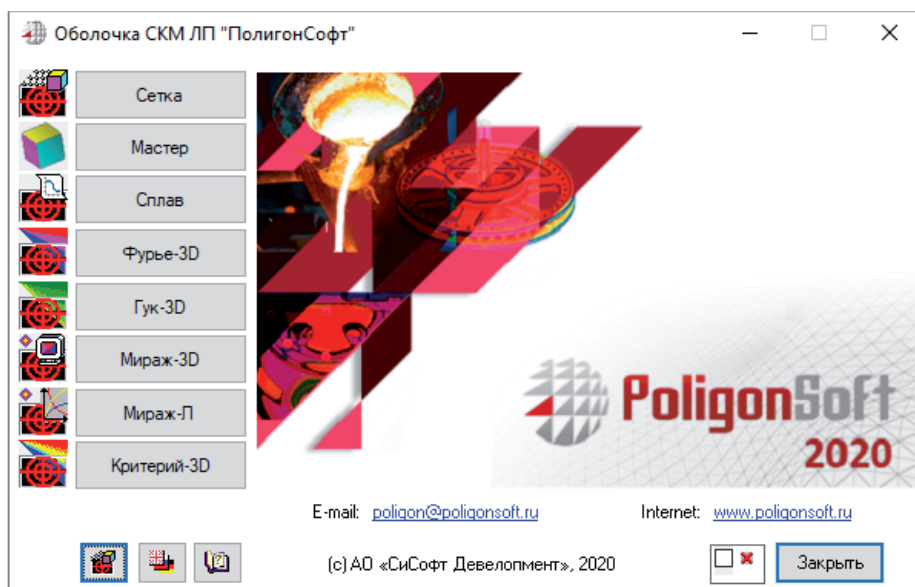 Оболочка СКМ ЛП "ПолигонСофт"
Сетка
Мастер
Сплав
Фурье-3D
Гук-3D
Мираж-3D
Мираж-Л
Критерий-3D
PoligonSoft
2020
E-mail: poligon@poligonsoft.ru
Internet: www.poligonsoft.ru
(c) АО «СиСофт Девелопмент», 2020
Закрыть